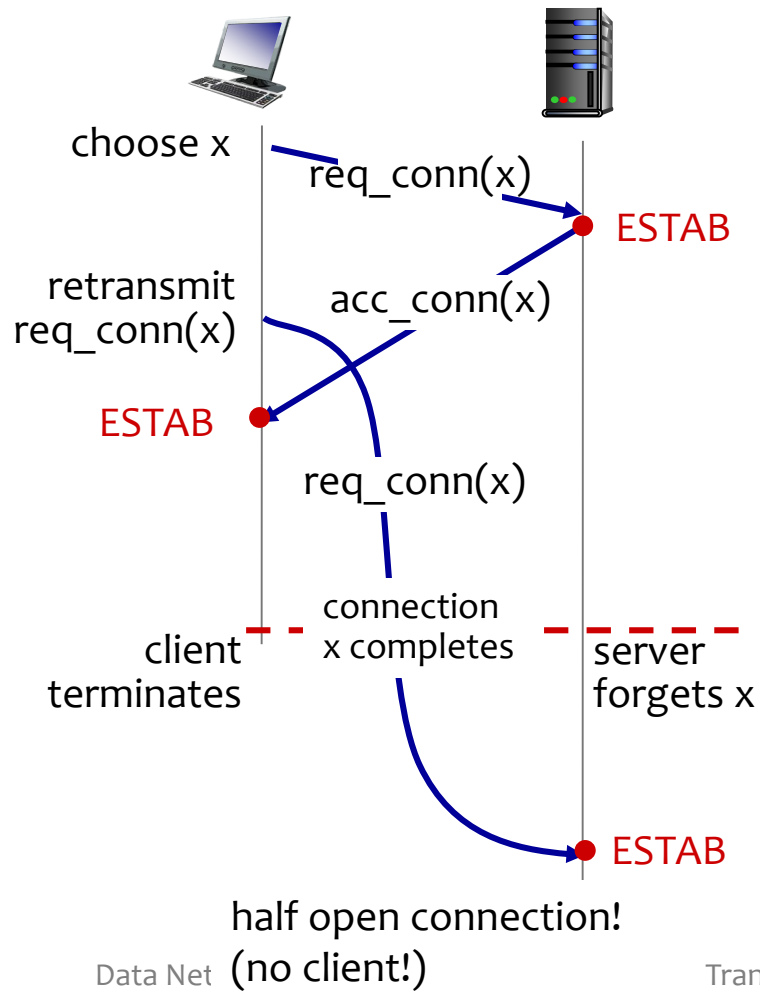 choose x
req_conn(x)
ESTAB
retransmit
req_conn(x)
acc_conn(x)
ESTAB
req_conn(x)
connection
x completes
client
terminates
server
forgets x
ESTAB
half open connection!
(no client!)
Data Net
Tran